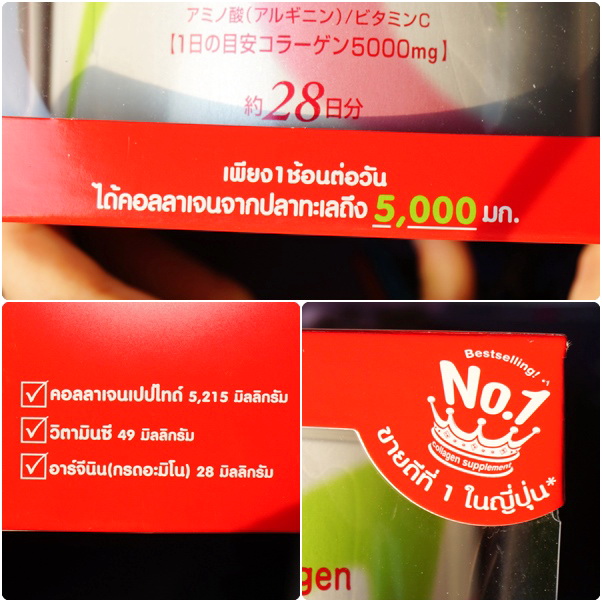 アミノ酸(アルギニン)/ビタミンC
【1日の目安コラーゲン5000mg】
約28日分
เพียง1ช้อนต่อวัน
ได้คอลลาเจนจากปลาทะเลถึง 5,000 มก.
คอลลาเจนเปปไทด์ 5,215 มิลลิกรัม
วิตามินซี 49 มิลลิกรัม
อาร์จีนิน(กรดอะมิโน) 28 มิลลิกรัม
Bestselling! *1
No.1
collagen supplement
ขายดีที่ 1 ในญี่ปุ่น*
gen